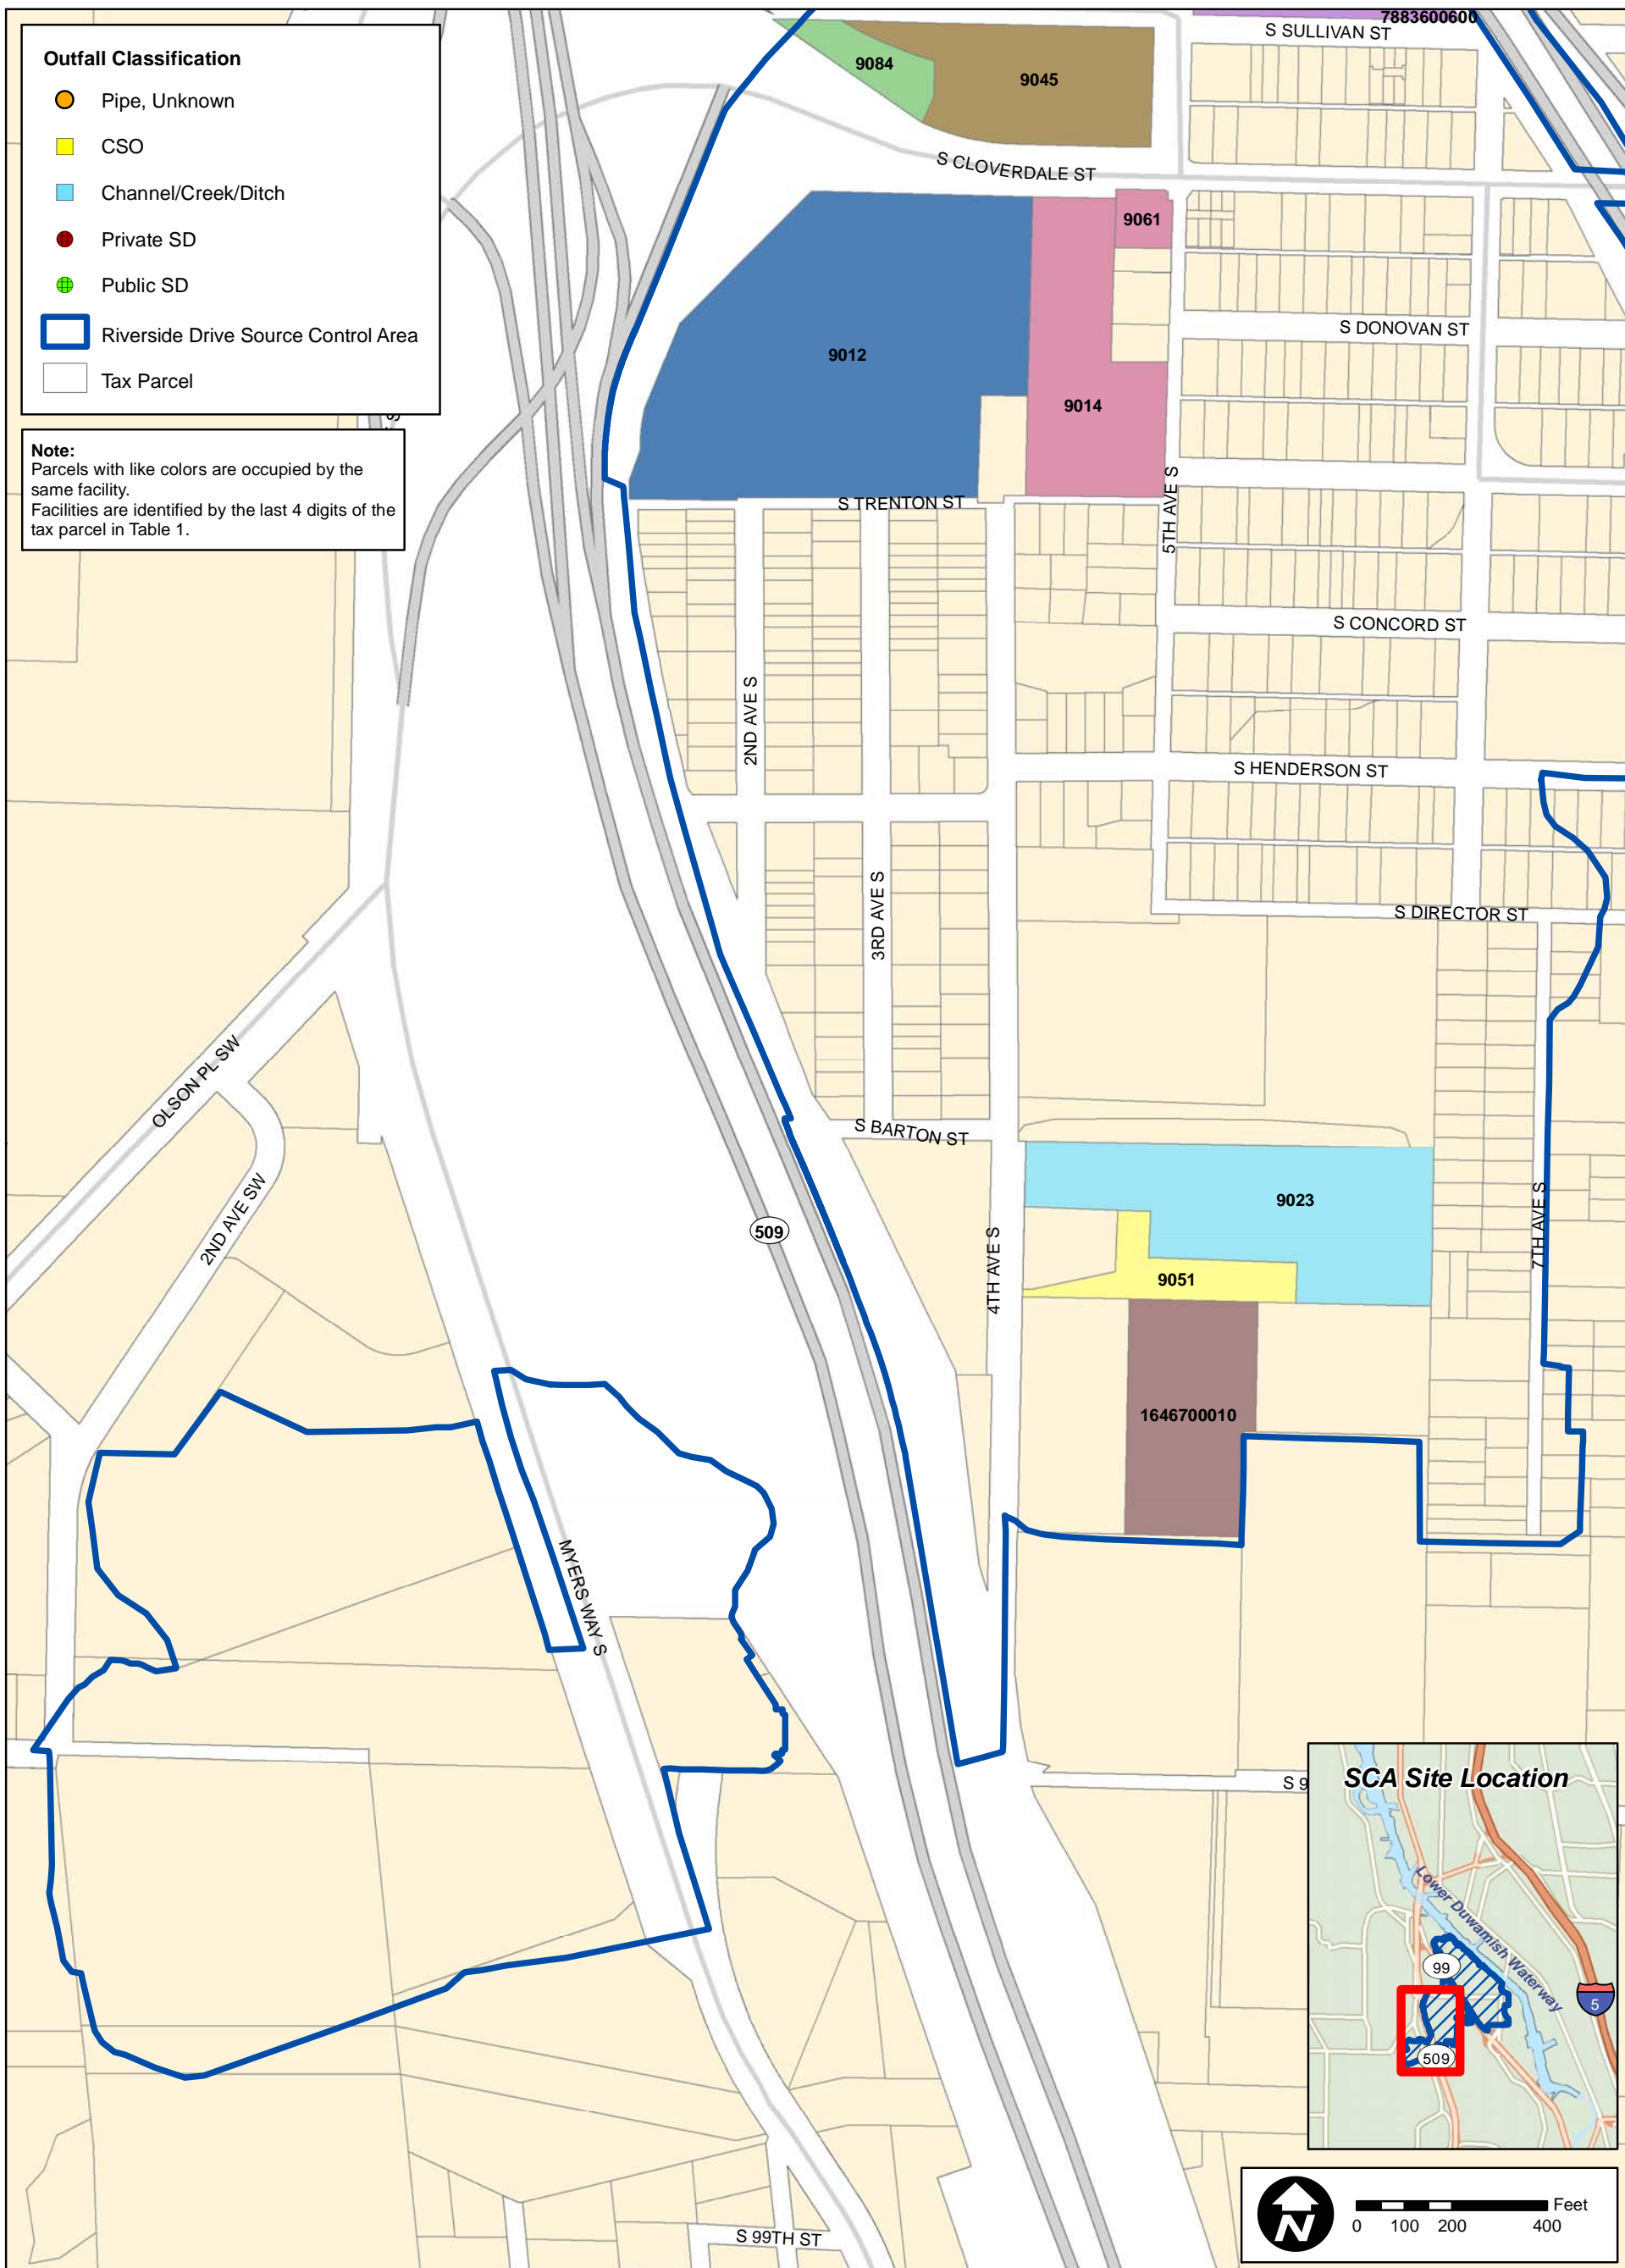 Outfall Classification
Pipe, Unknown
CSO
Channel/Creek/Ditch
Private SD
Public SD
Riverside Drive Source Control Area
Tax Parcel
Note:
Parcels with like colors are occupied by the
same facility.
Facilities are identified by the last 4 digits of the
tax parcel in Table 1.
7883600600
S SULLIVAN ST
9084
9045
S CLOVERDALE ST
9061
9012
9014
S DONOVAN ST
S TRENTON ST
5TH AVE S
S CONCORD ST
2ND AVE S
S HENDERSON ST
3RD AVE S
S DIRECTOR ST
OLSON PL SW
S BARTON ST
2ND AVE SW
9023
7TH AVE S
509
4TH AVE S
9051
1646700010
MYERS WAY S
S 9
SCA Site Location
Lower Duwamish Waterway
99
5
509
S 99TH ST
N
Feet
0 100 200 400